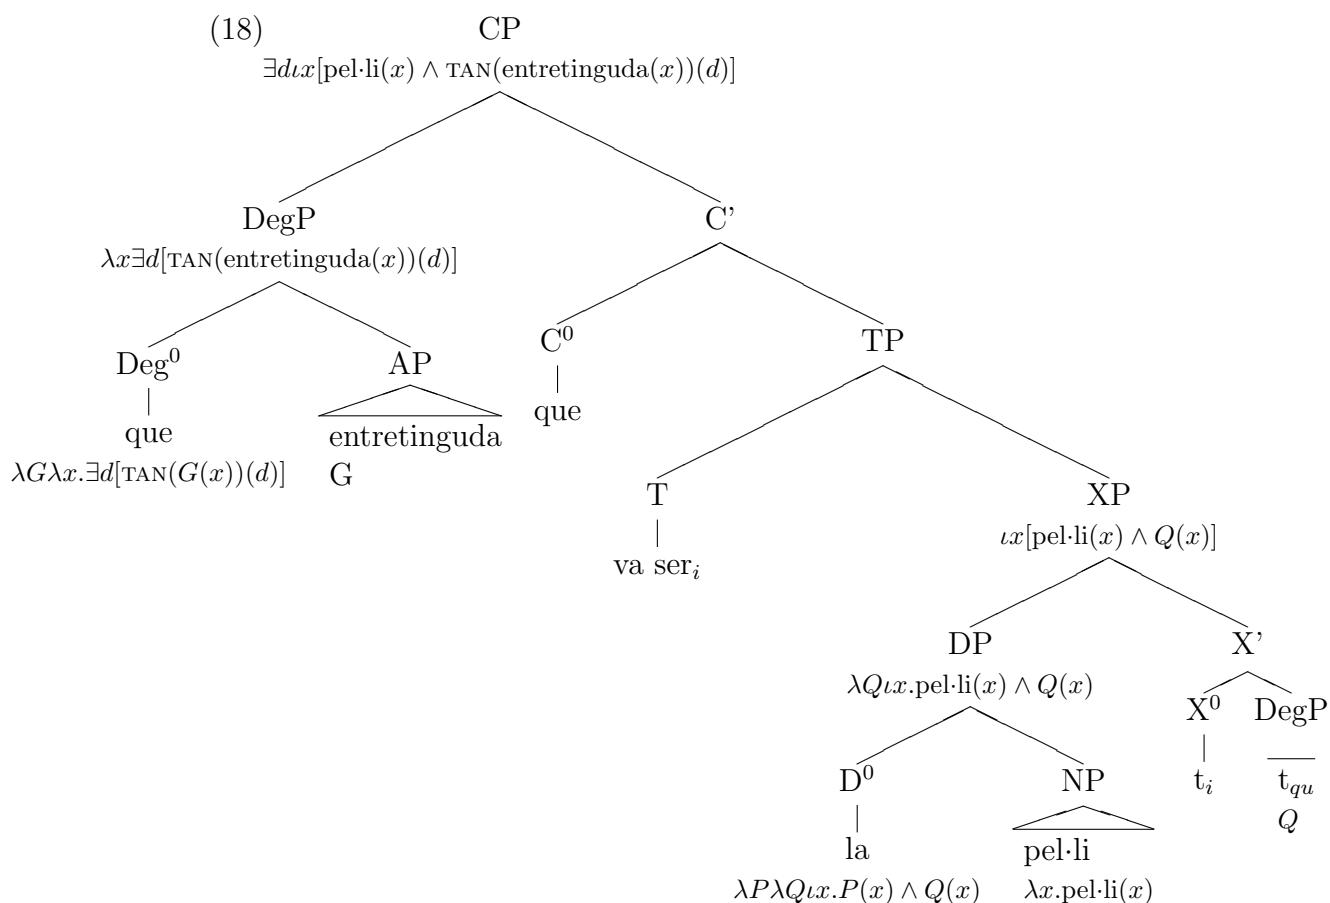 (18) CP
∃dιx[pel·li(x) ∧ TAN(entretinguda(x))(d)]
DegP C’
λx∃d[TAN(entretinguda(x))(d)]
Deg⁰ AP C⁰ TP
que entretinguda que
λGλx.∃d[TAN(G(x))(d)] G
T XP
va serᵢ ιx[pel·li(x) ∧ Q(x)]
DP X’
λQιx.pel·li(x) ∧ Q(x)
X⁰ DegP
D⁰ NP tᵢ t_qu
Q
la pel·li
λPλQιx.P(x) ∧ Q(x) λx.pel·li(x)